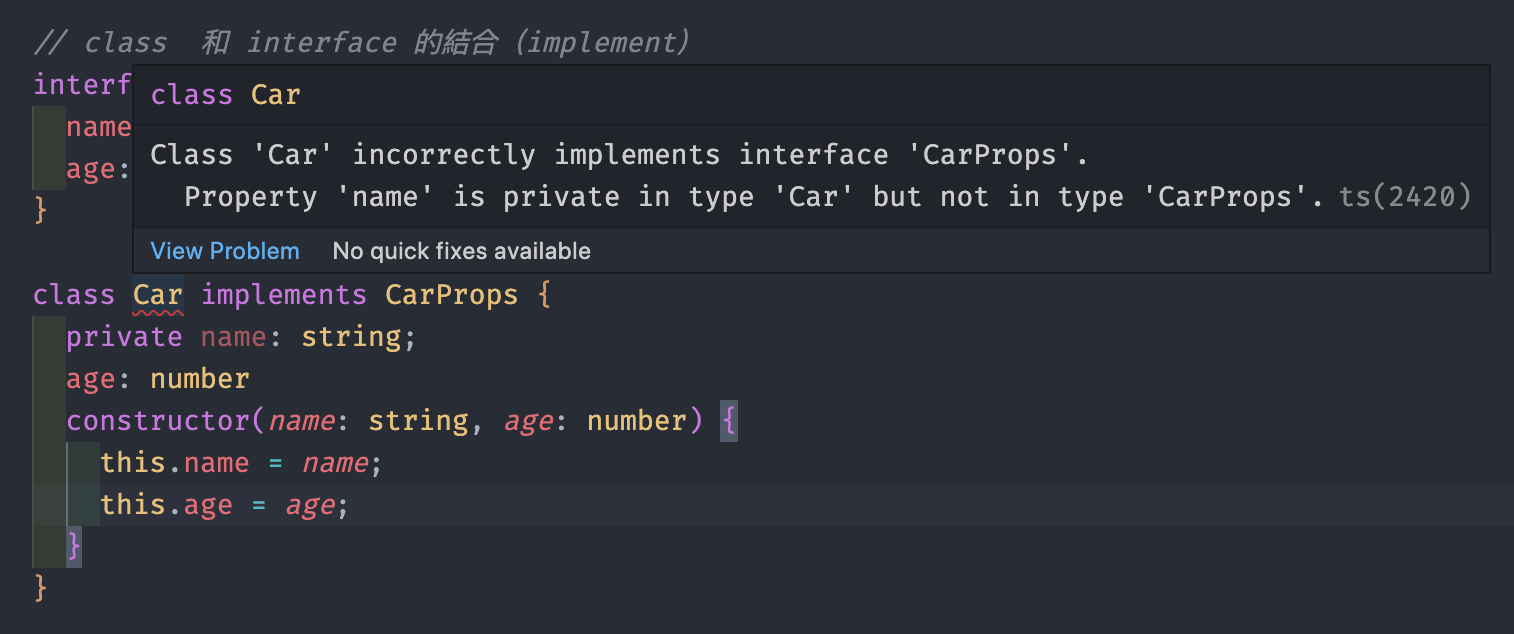 // class  和 interface 的結合（implement）
interf
class Car
name
Class 'Car' incorrectly implements interface 'CarProps'.
age:
Property 'name' is private in type 'Car' but not in type 'CarProps'. ts(2420)
}
View Problem No quick fixes available
class Car implements CarProps {
private name: string;
age: number
constructor(name: string, age: number) {
this.name = name;
this.age = age;
}
}